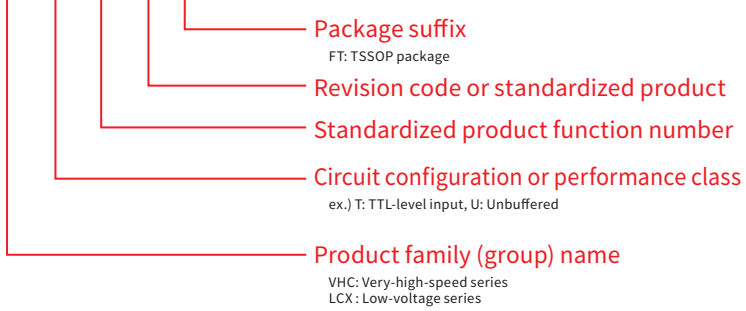 Package suffix
FT: TSSOP package
Revision code or standardized product
Standardized product function number
Circuit configuration or performance class
ex.) T: TTL-level input, U: Unbuffered
Product family (group) name
VHC: Very-high-speed series
LCX : Low-voltage series